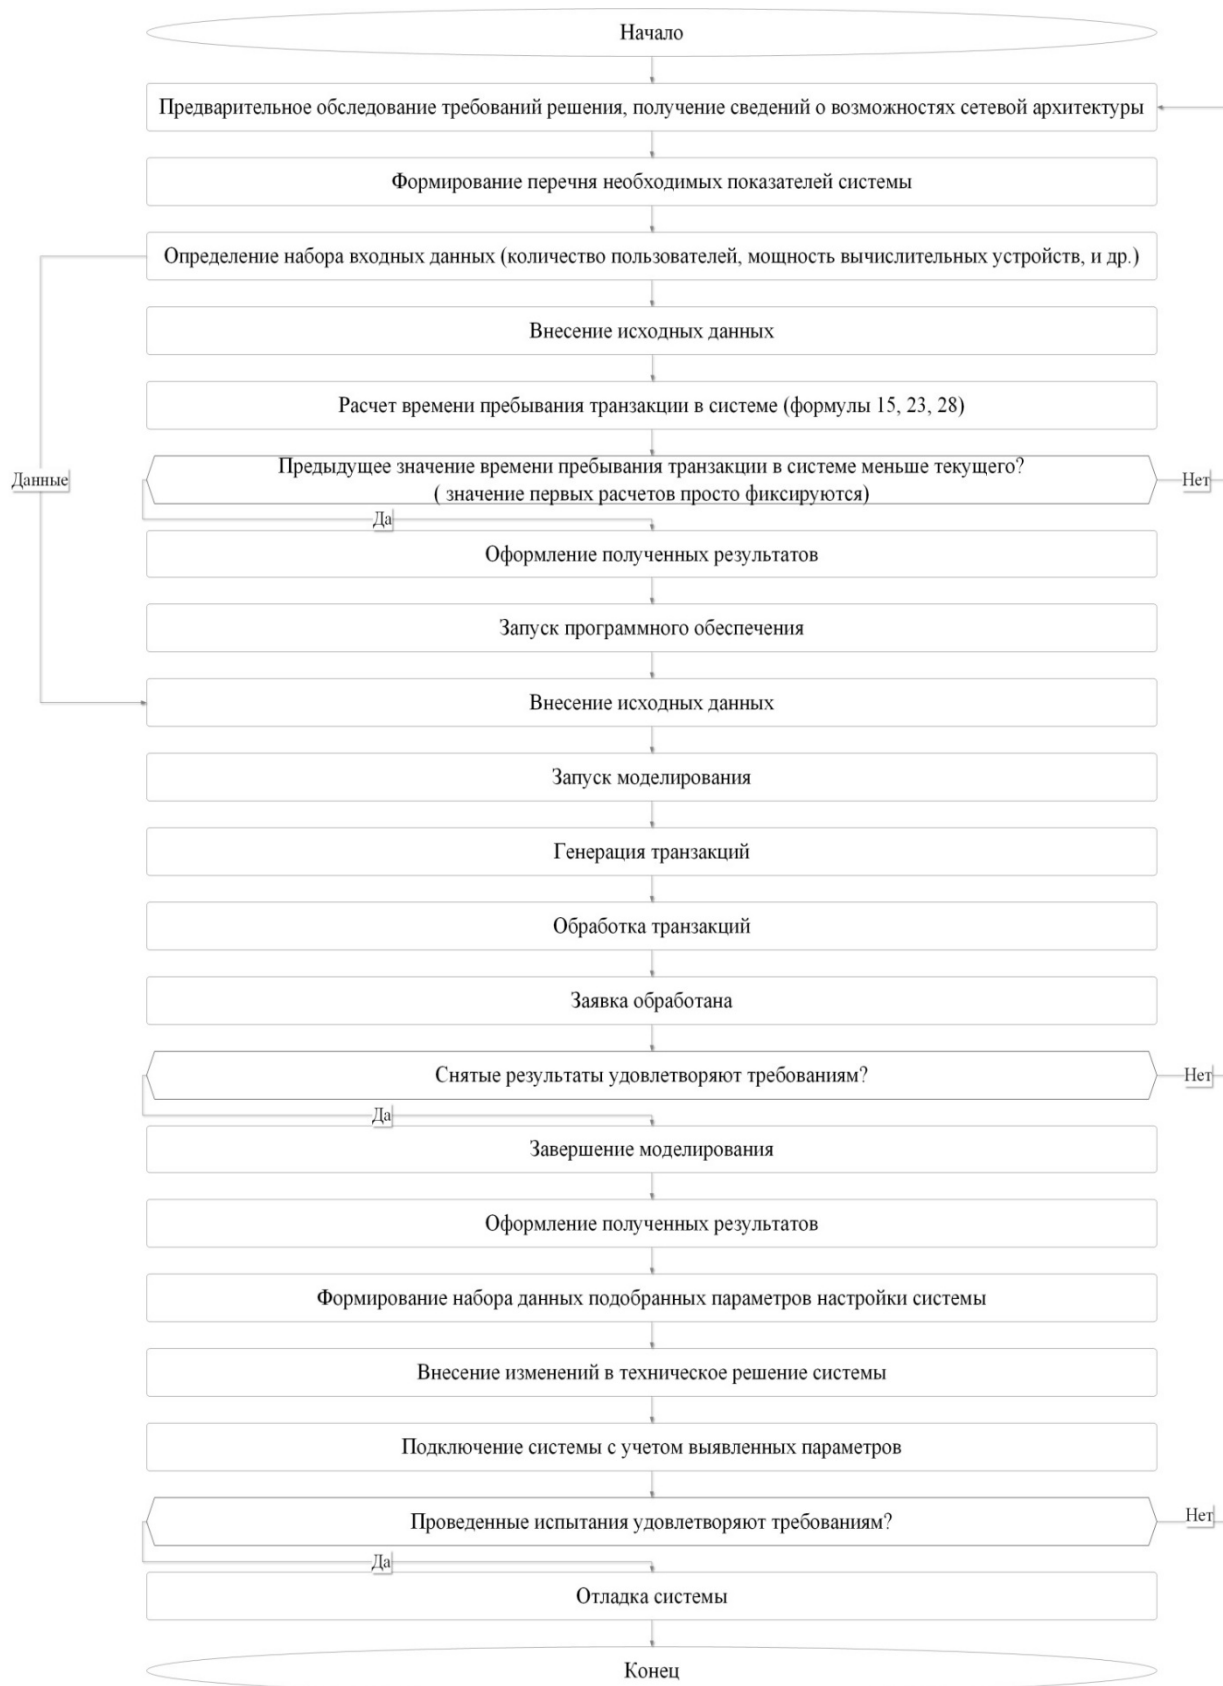 Начало
Предварительное обследование требований решения, получение сведений о возможностях сетевой архитектуры
Формирование перечня необходимых показателей системы
Определение набора входных данных (количество пользователей, мощность вычислительных устройств, и др.)
Внесение исходных данных
Расчет времени пребывания транзакции в системе (формулы 15, 23, 28)
Предыдущее значение времени пребывания транзакции в системе меньше текущего?
( значение первых расчетов просто фиксируются)
Данные
Нет
Да
Оформление полученных результатов
Запуск программного обеспечения
Внесение исходных данных
Запуск моделирования
Генерация транзакций
Обработка транзакций
Заявка обработана
Снятые результаты удовлетворяют требованиям?
Нет
Да
Завершение моделирования
Оформление полученных результатов
Формирование набора данных подобранных параметров настройки системы
Внесение изменений в техническое решение системы
Подключение системы с учетом выявленных параметров
Проведенные испытания удовлетворяют требованиям?
Нет
Да
Отладка системы
Конец